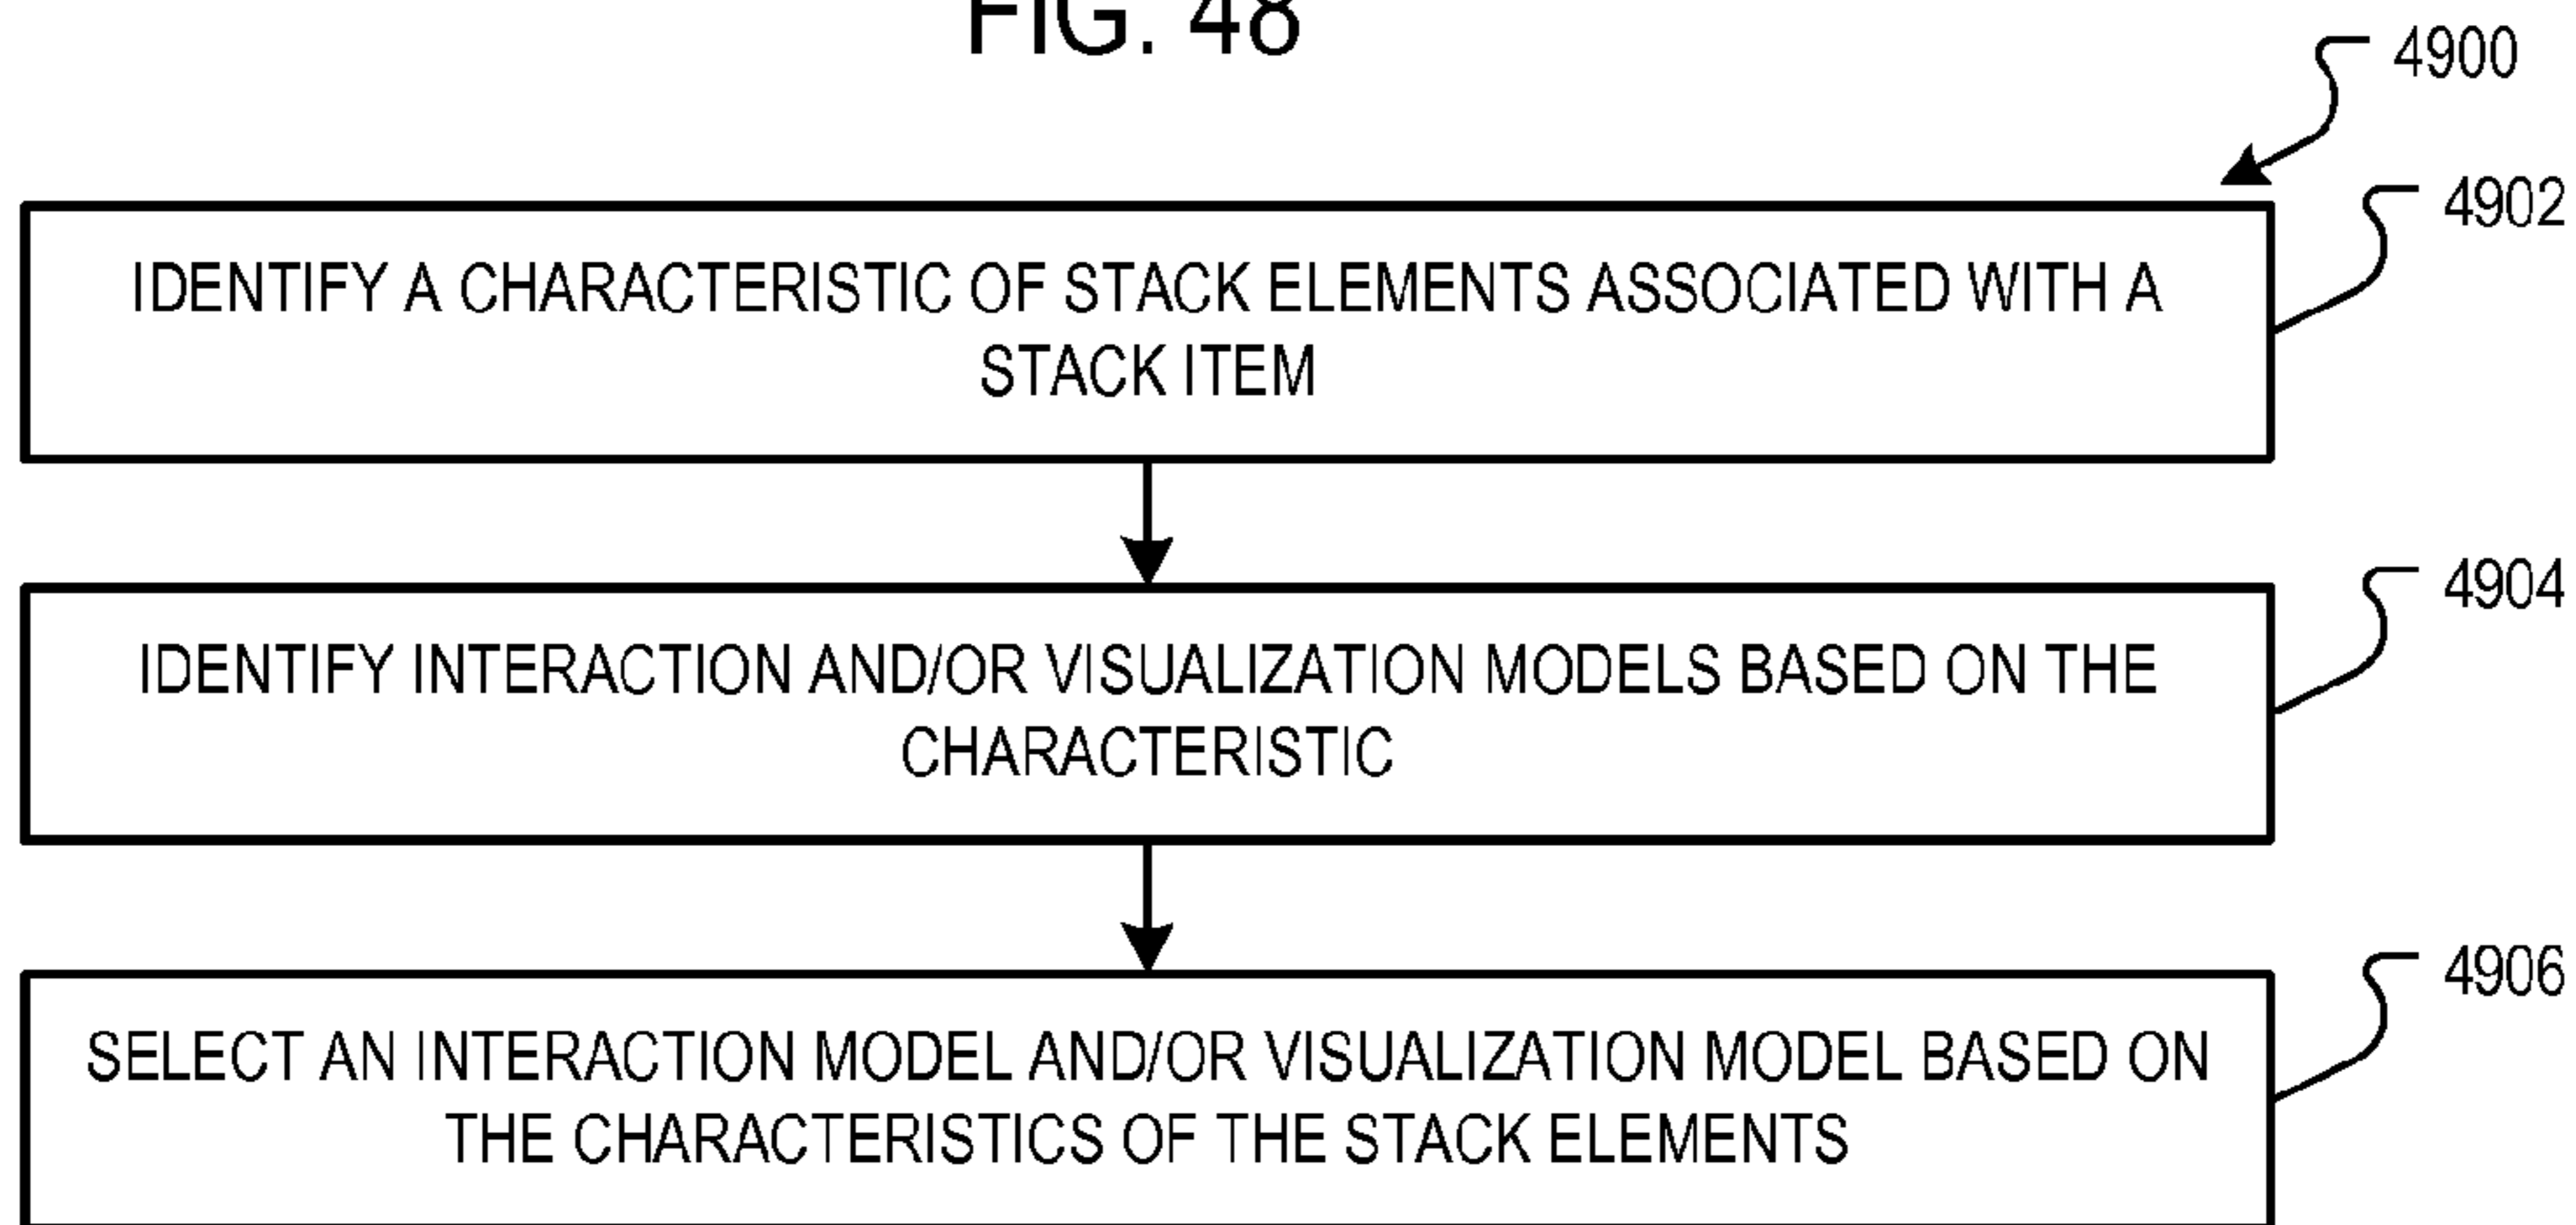 FIG. 48
4900
4902
IDENTIFY A CHARACTERISTIC OF STACK ELEMENTS ASSOCIATED WITH A
STACK ITEM
4904
IDENTIFY INTERACTION AND/OR VISUALIZATION MODELS BASED ON THE
CHARACTERISTIC
4906
SELECT AN INTERACTION MODEL AND/OR VISUALIZATION MODEL BASED ON
THE CHARACTERISTICS OF THE STACK ELEMENTS